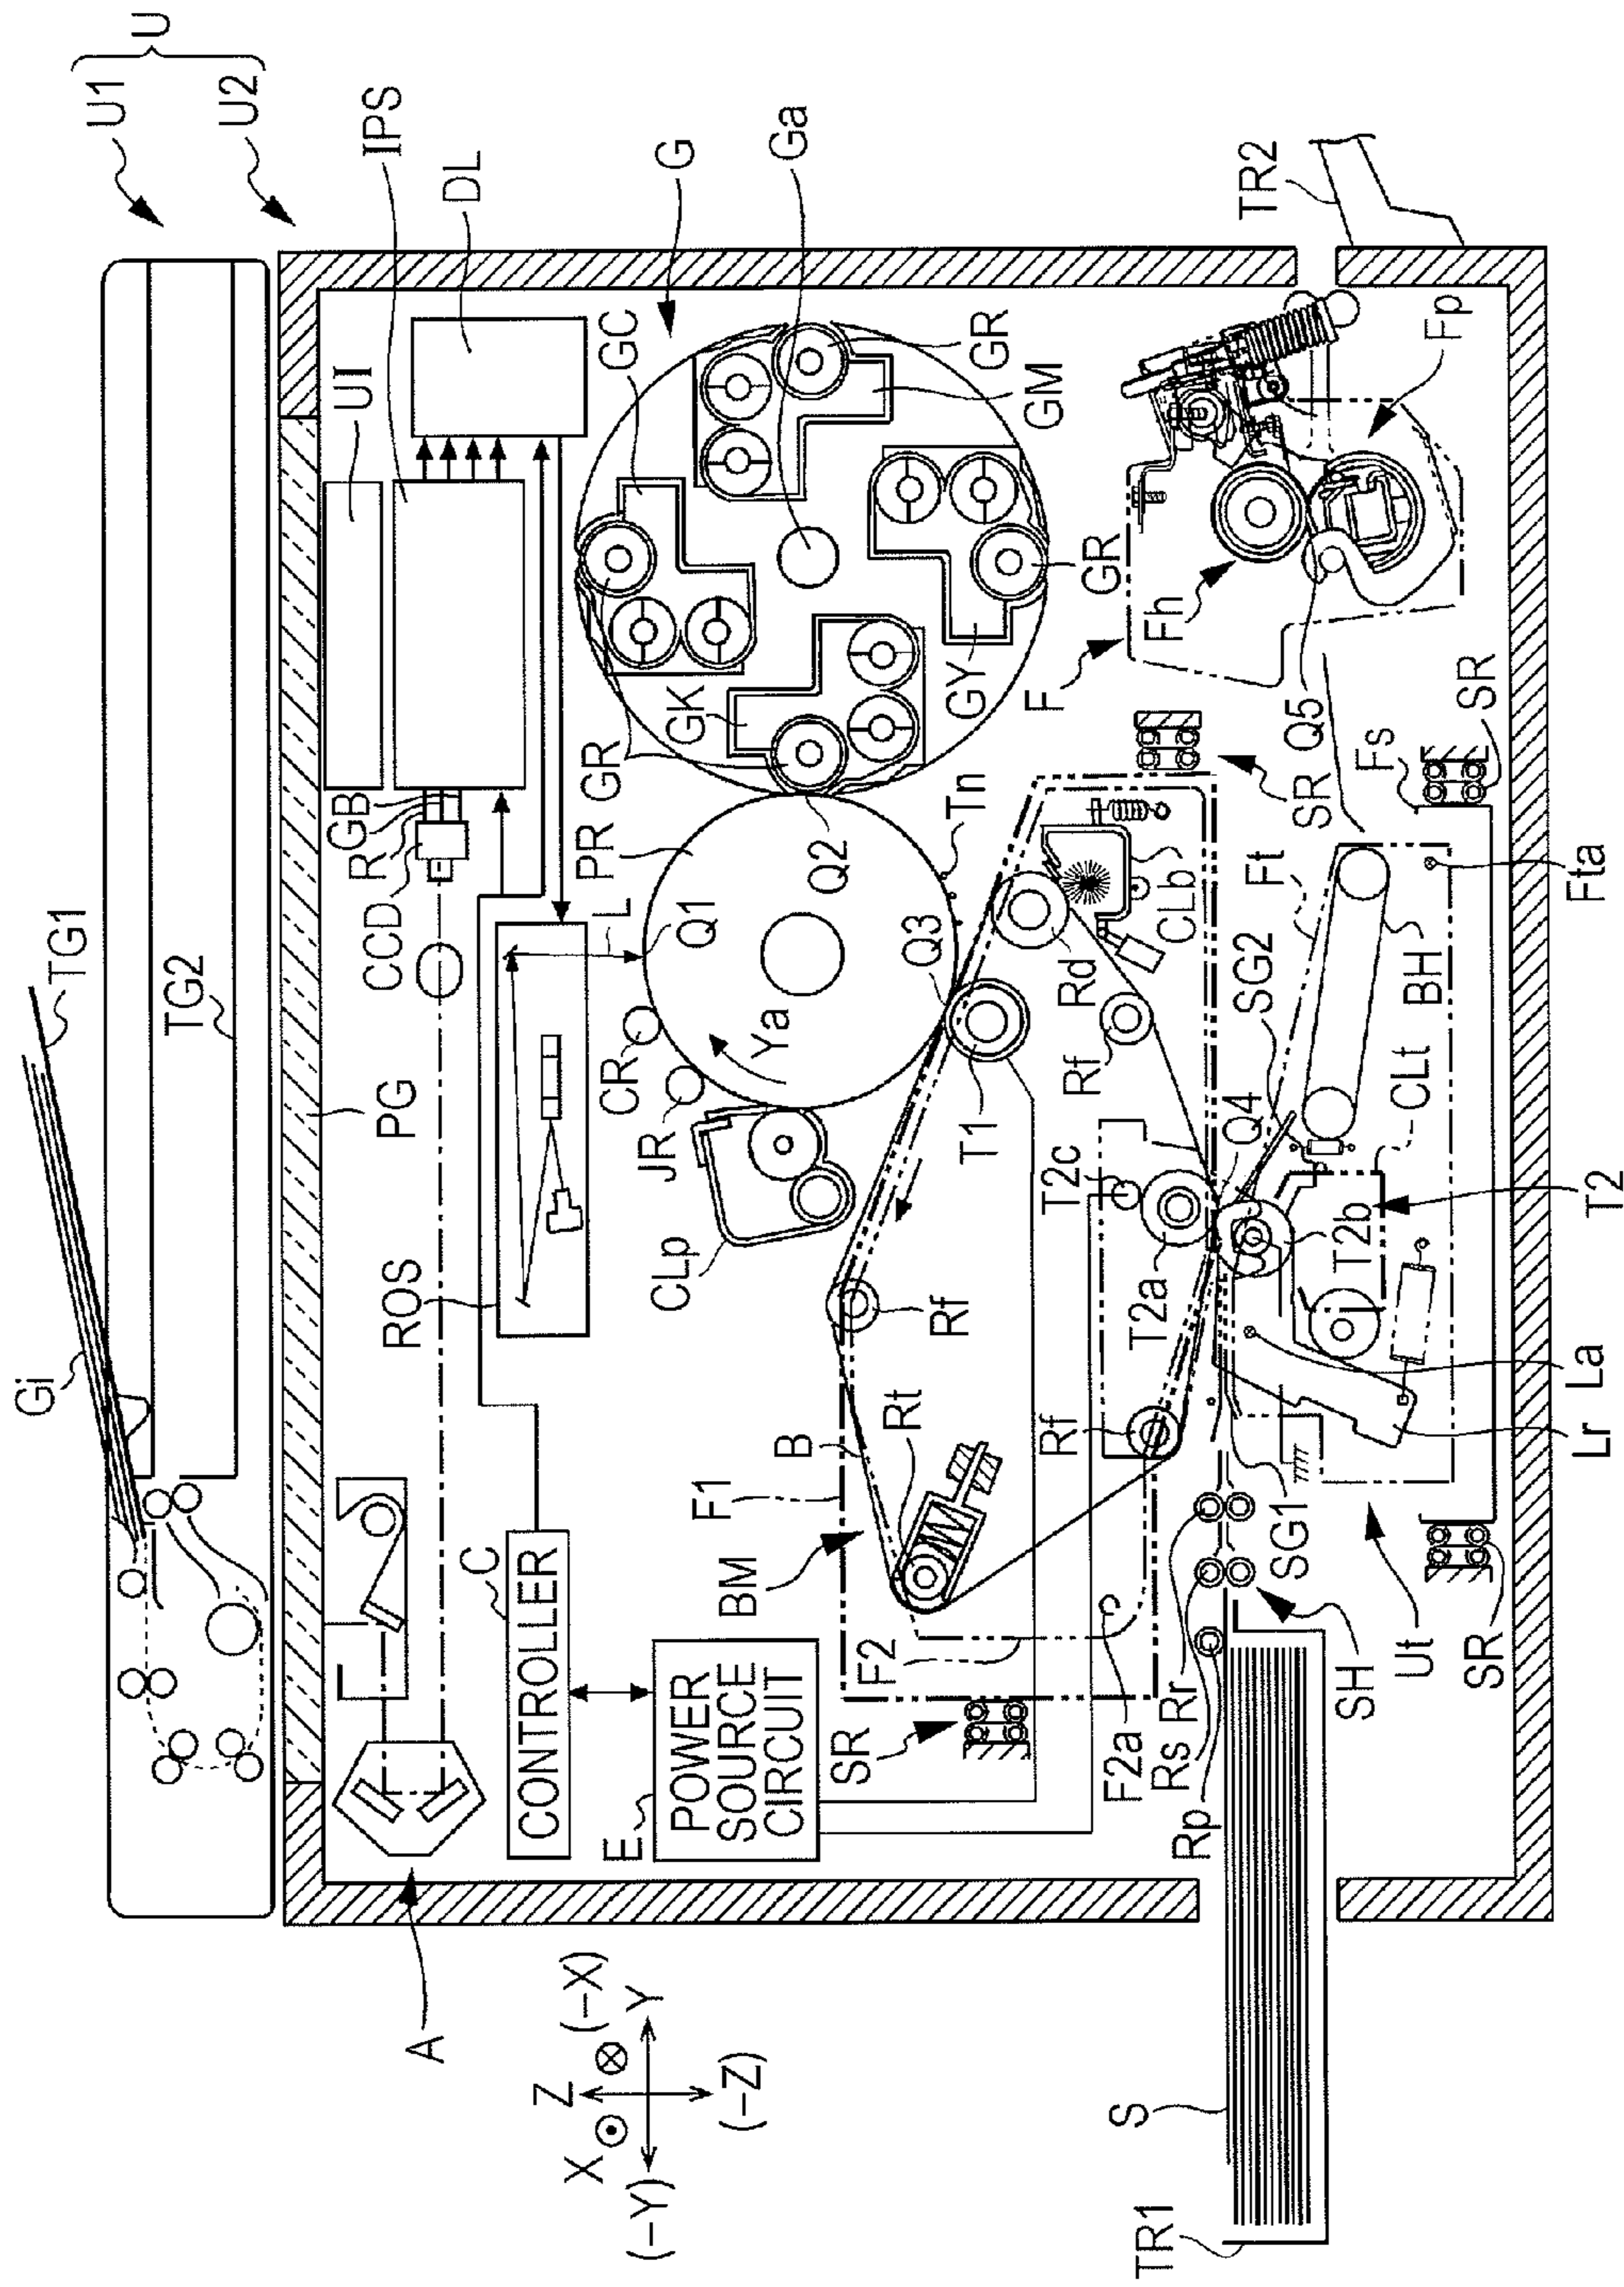 U
U1
U2
IPS
DL
G
Ga
TR2
UI
GC
GR
GM
Fp
GR
R
GB
GK
GY
F
Fh
CCD
PR
GR
L
Q1
Q2
Tn
SR
Q5
Fs
SR
TG1
TG2
PG
CR
Ya
Q3
Rd
CLb
Ft
Fta
JR
T1
Rf
SG2
BH
Gi
ROS
CLp
T2c
Q4
CLt
Rf
T2a
T2b
T2
La
B
Rt
Rf
Lr
F1
BM
SG1
C
CONTROLLER
F2
SH
Ut
SR
E
POWER
SOURCE
CIRCUIT
SR
F2a
Rs
Rr
Rp
A
X
Z
(-X)
Y
(-Y)
(-Z)
S
TR1